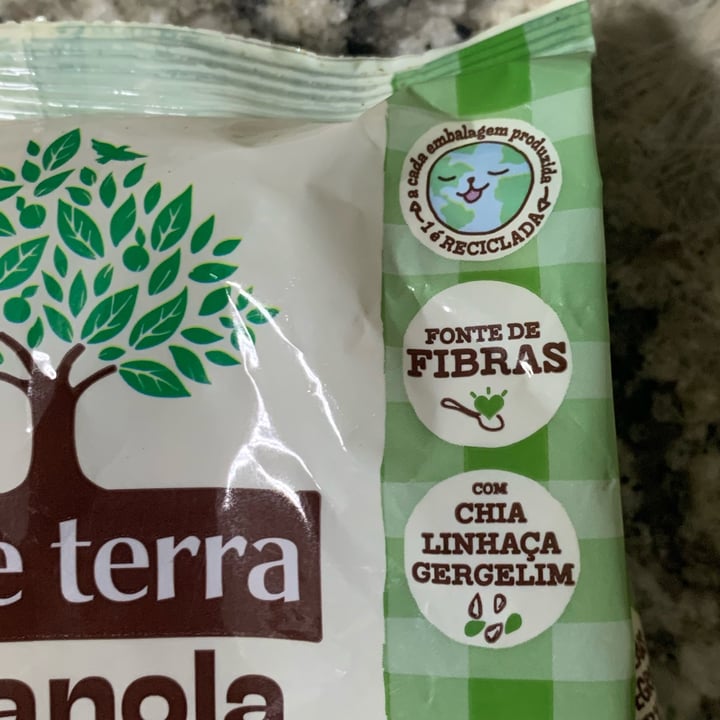 a cada embalagem produzida
1 é RECICLADA
FONTE DE
FIBRAS
COM
CHIA
LINHAÇA
GERGELIM
e terra
anola